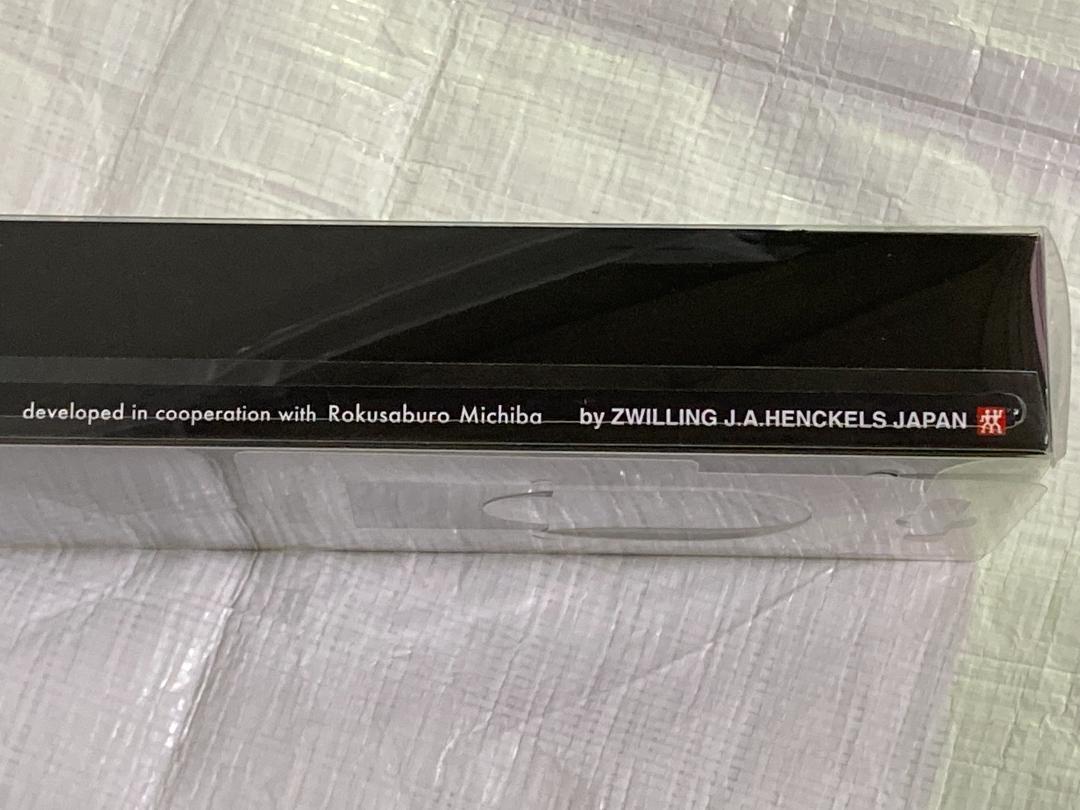 developed in cooperation with Rokusaburo Michiba by ZWILLING J.A.HENCKELS JAPAN